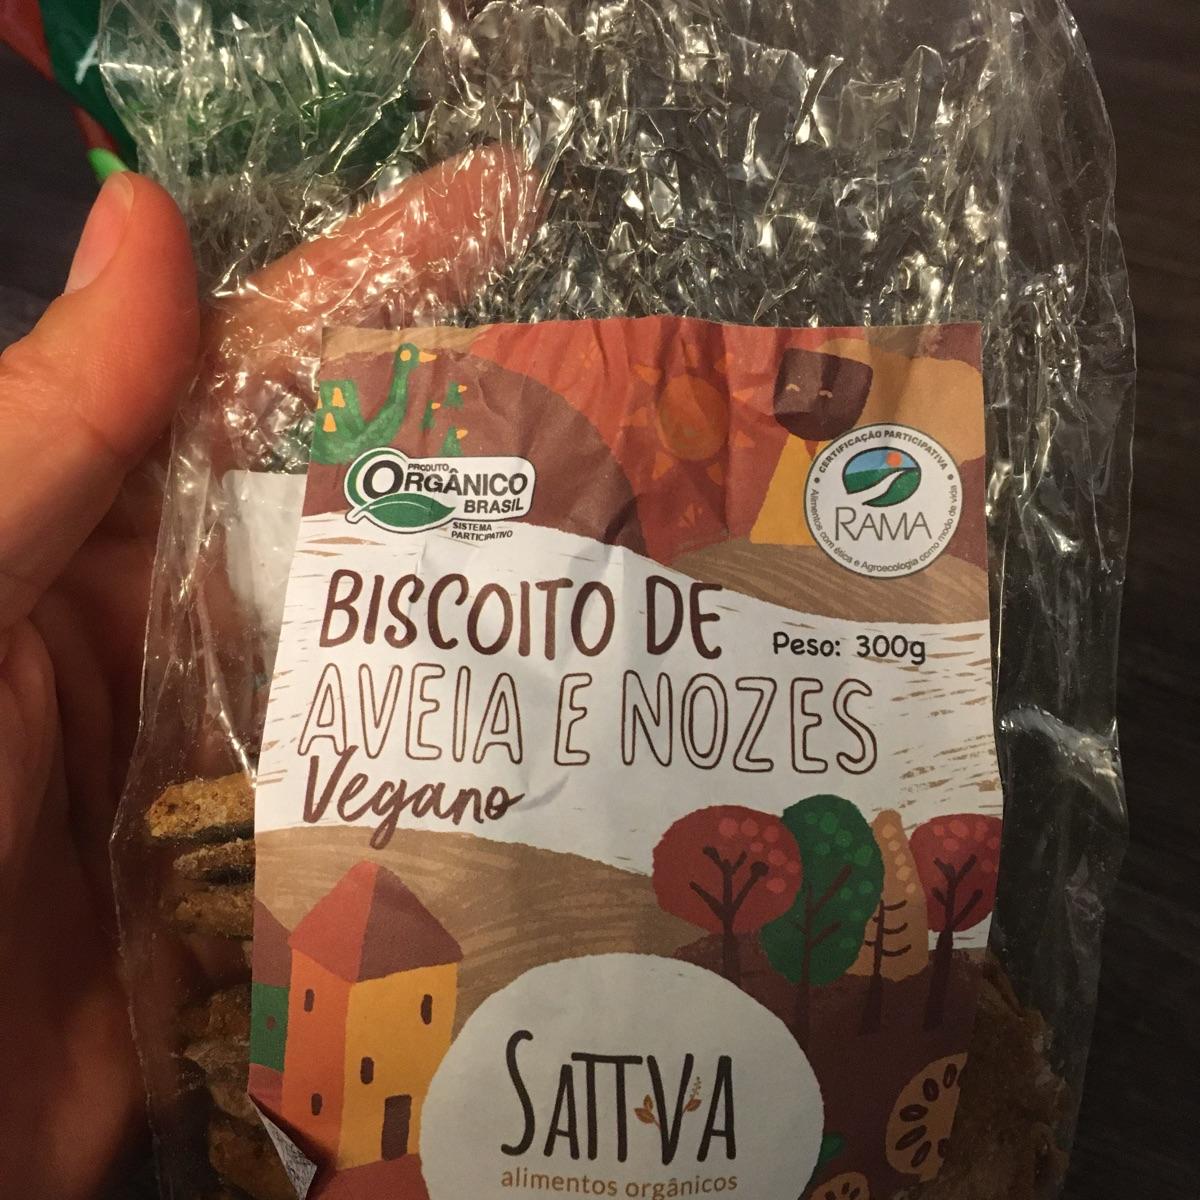 PRODUTO
ORGÂNICO
BRASIL
SISTEMA
PARTICIPATIVO
CERTIFICAÇÃO PARTICIPATIVA
RAMA
Alimentos com ética e Agroecologia como modo de vida
BISCOITO DE
Peso: 300g
AVEIA E NOZES
Vegano
SATTVA
alimentos orgânicos